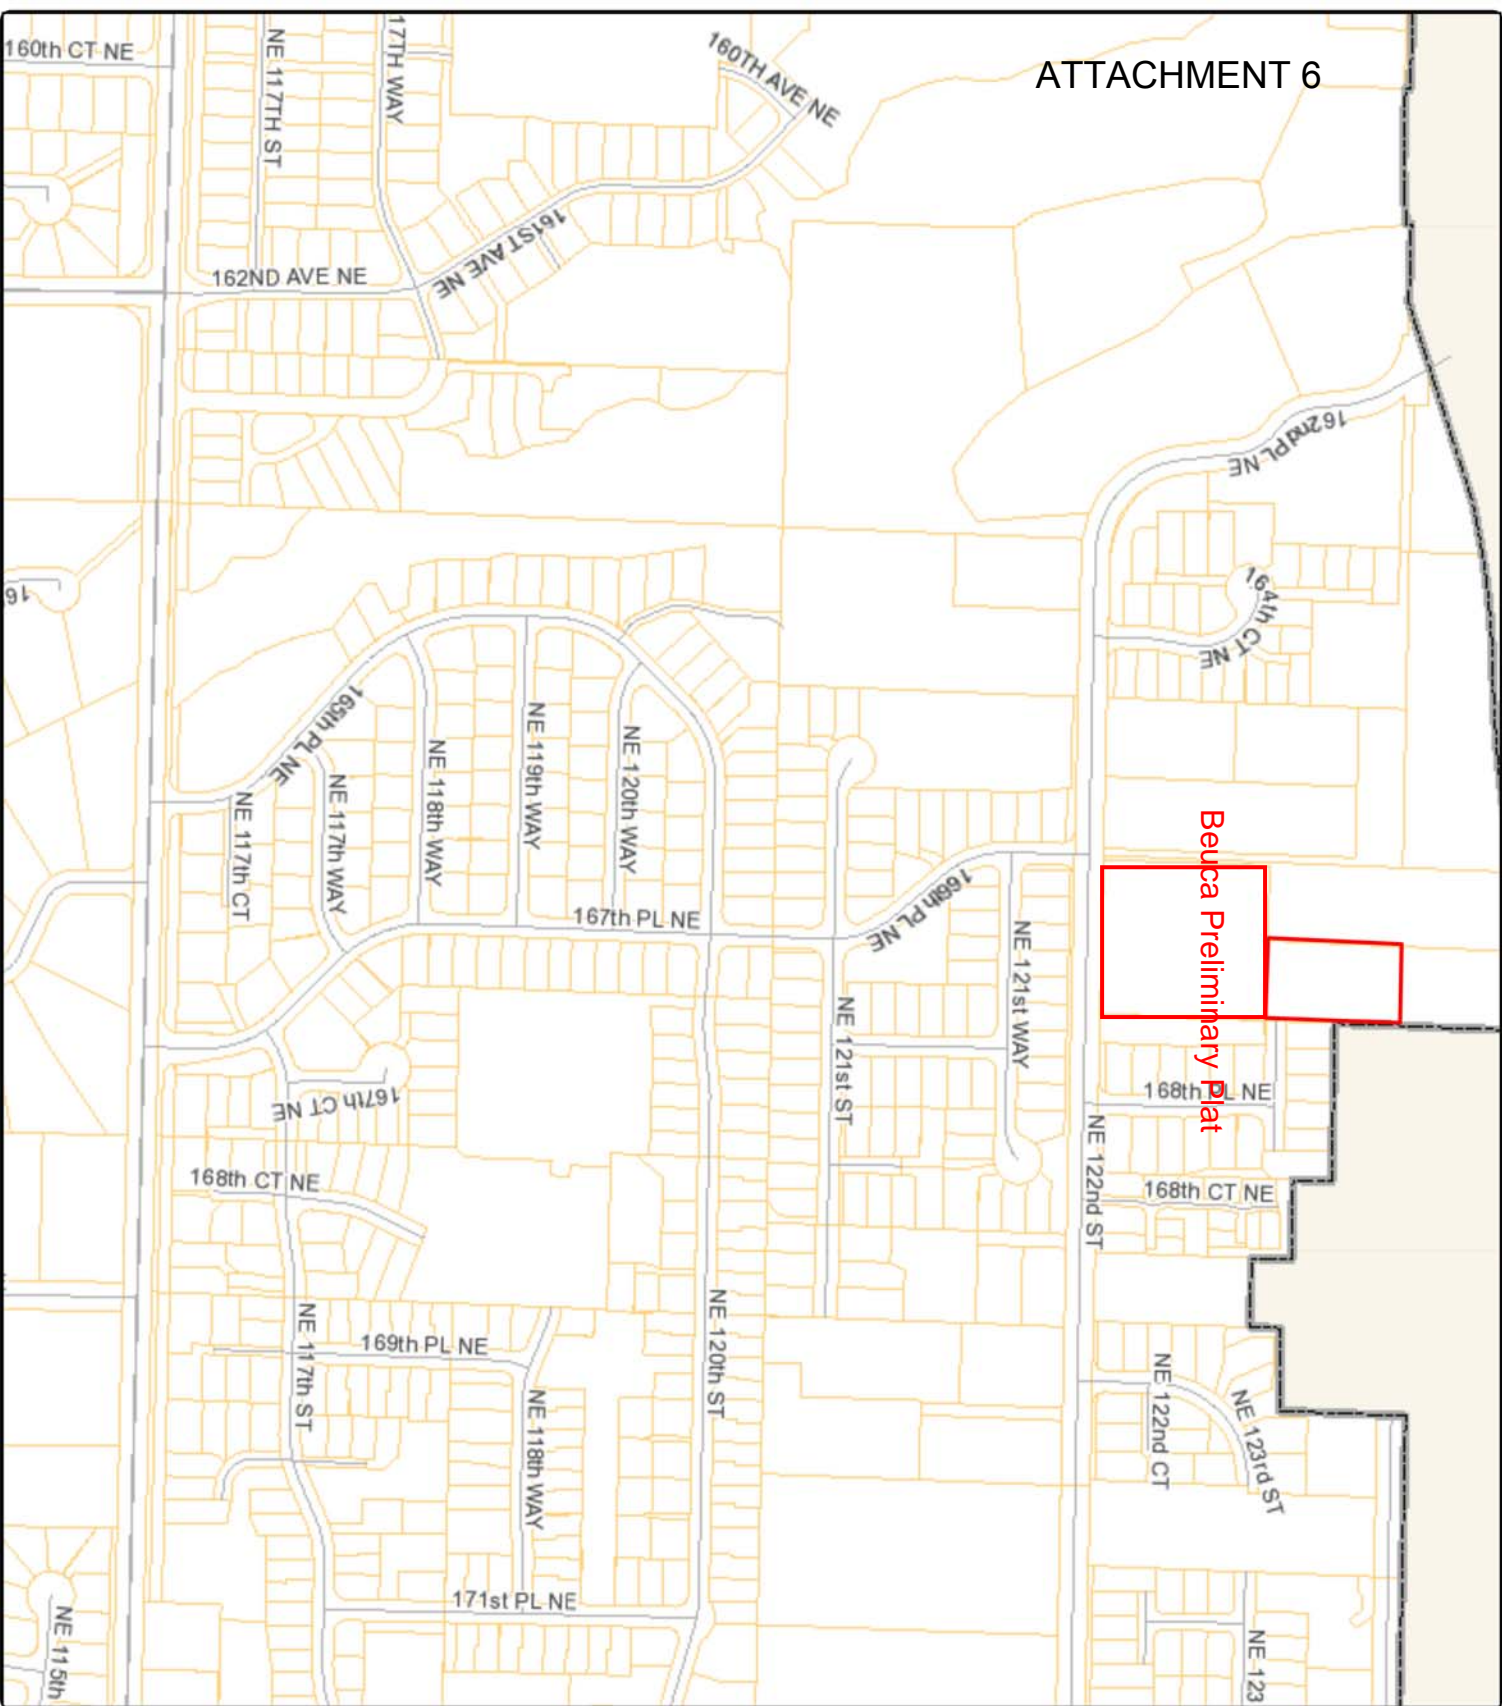 ATTACHMENT 6
160th CT NE
NE 117TH ST
17TH WAY
160TH AVE NE
162ND AVE NE
161ST AVE NE
162nd PL NE
16
164th CT NE
165th PL NE
NE 117th CT
NE 117th WAY
NE 118th WAY
NE 119th WAY
NE 120th WAY
167th PL NE
166th PL NE
NE 121st WAY
Beuca Preliminary Plat
NE 121st ST
167th CT NE
168th PL NE
168th CT NE
NE 122nd ST
168th CT NE
NE 117th ST
169th PL NE
NE 118th WAY
NE 120th ST
NE 122nd CT
NE 123rd ST
171st PL NE
NE 115th
NE 123